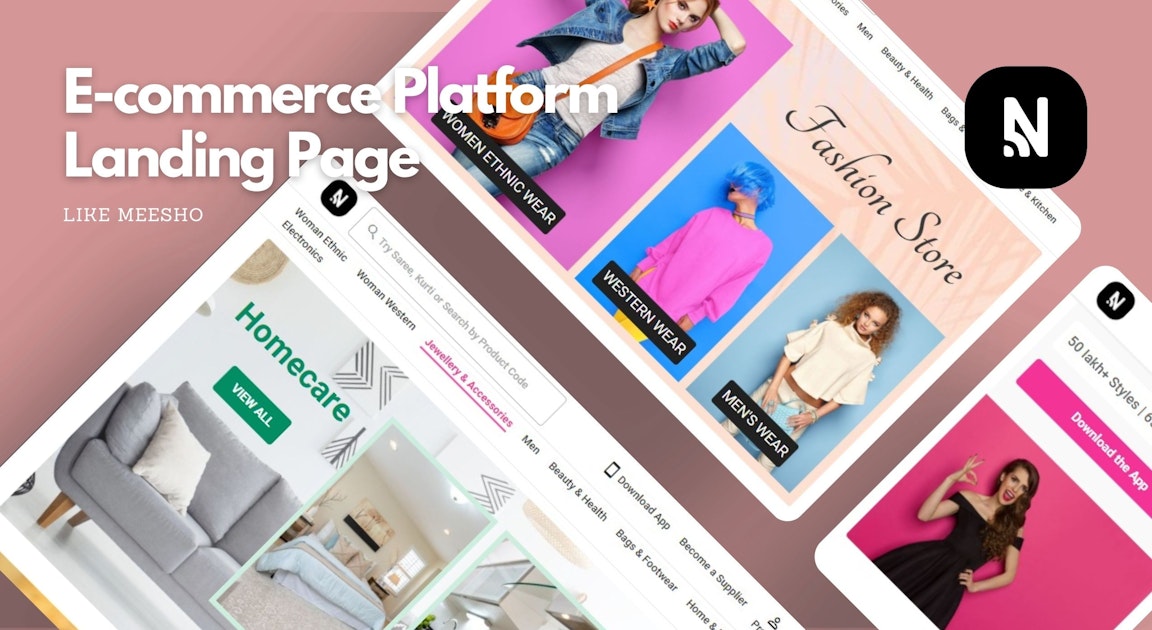 E-commerce Platform
Landing Page
LIKE MEESHO
Men
Beauty & Health
Bags &
& Kitchen
WOMEN ETHNIC WEAR
Fashion Store
WESTERN WEAR
MEN'S WEAR
N
Try Saree, Kurti or Search by Product Code
Download App
Become a Supplier
Woman Ethnic
Woman Western
Jewellery & Accessories
Men
Beauty & Health
Bags & Footwear
Home &
Electronics
Homecare
VIEW ALL
N
N
50 lakh+ Styles |
Download the App